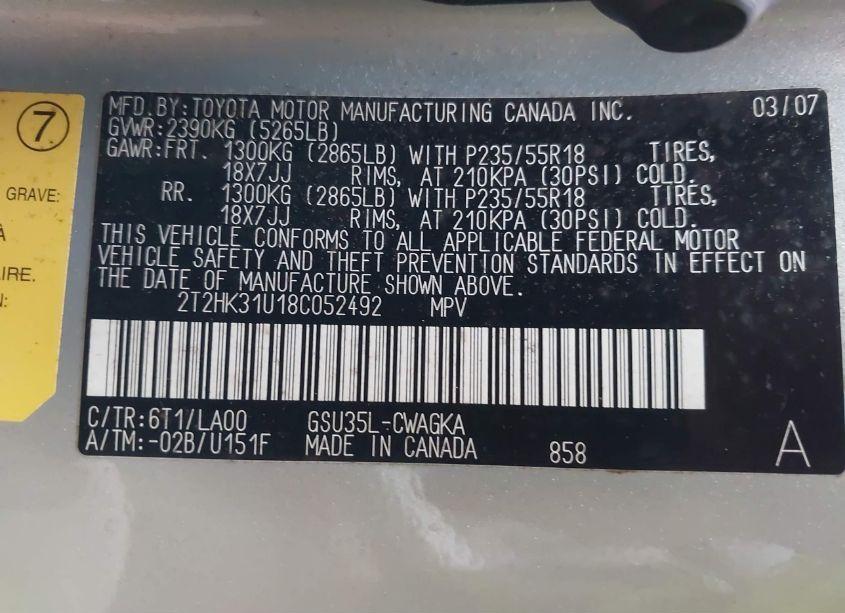 7
GRAVE:
À
AIRE.
N:
MFD.BY:TOYOTA MOTOR MANUFACTURING CANADA INC. 03/07
GVWR:2390KG (5265LB)
GAWR:FRT. 1300KG (2865LB) WITH P235/55R18 TIRES,
18X7JJ RIMS, AT 210KPA (30PSI) COLD.
RR. 1300KG (2865LB) WITH P235/55R18 TIRES,
18X7JJ RIMS, AT 210KPA (30PSI) COLD.
THIS VEHICLE CONFORMS TO ALL APPLICABLE FEDERAL MOTOR
VEHICLE SAFETY AND THEFT PREVENTION STANDARDS IN EFFECT ON
THE DATE OF MANUFACTURE SHOWN ABOVE.
2T2HK31U18C052492 MPV
C/TR:6T1/LA00 GSU35L-CWAGKA
A/TM:-02B/U151F MADE IN CANADA 858 A